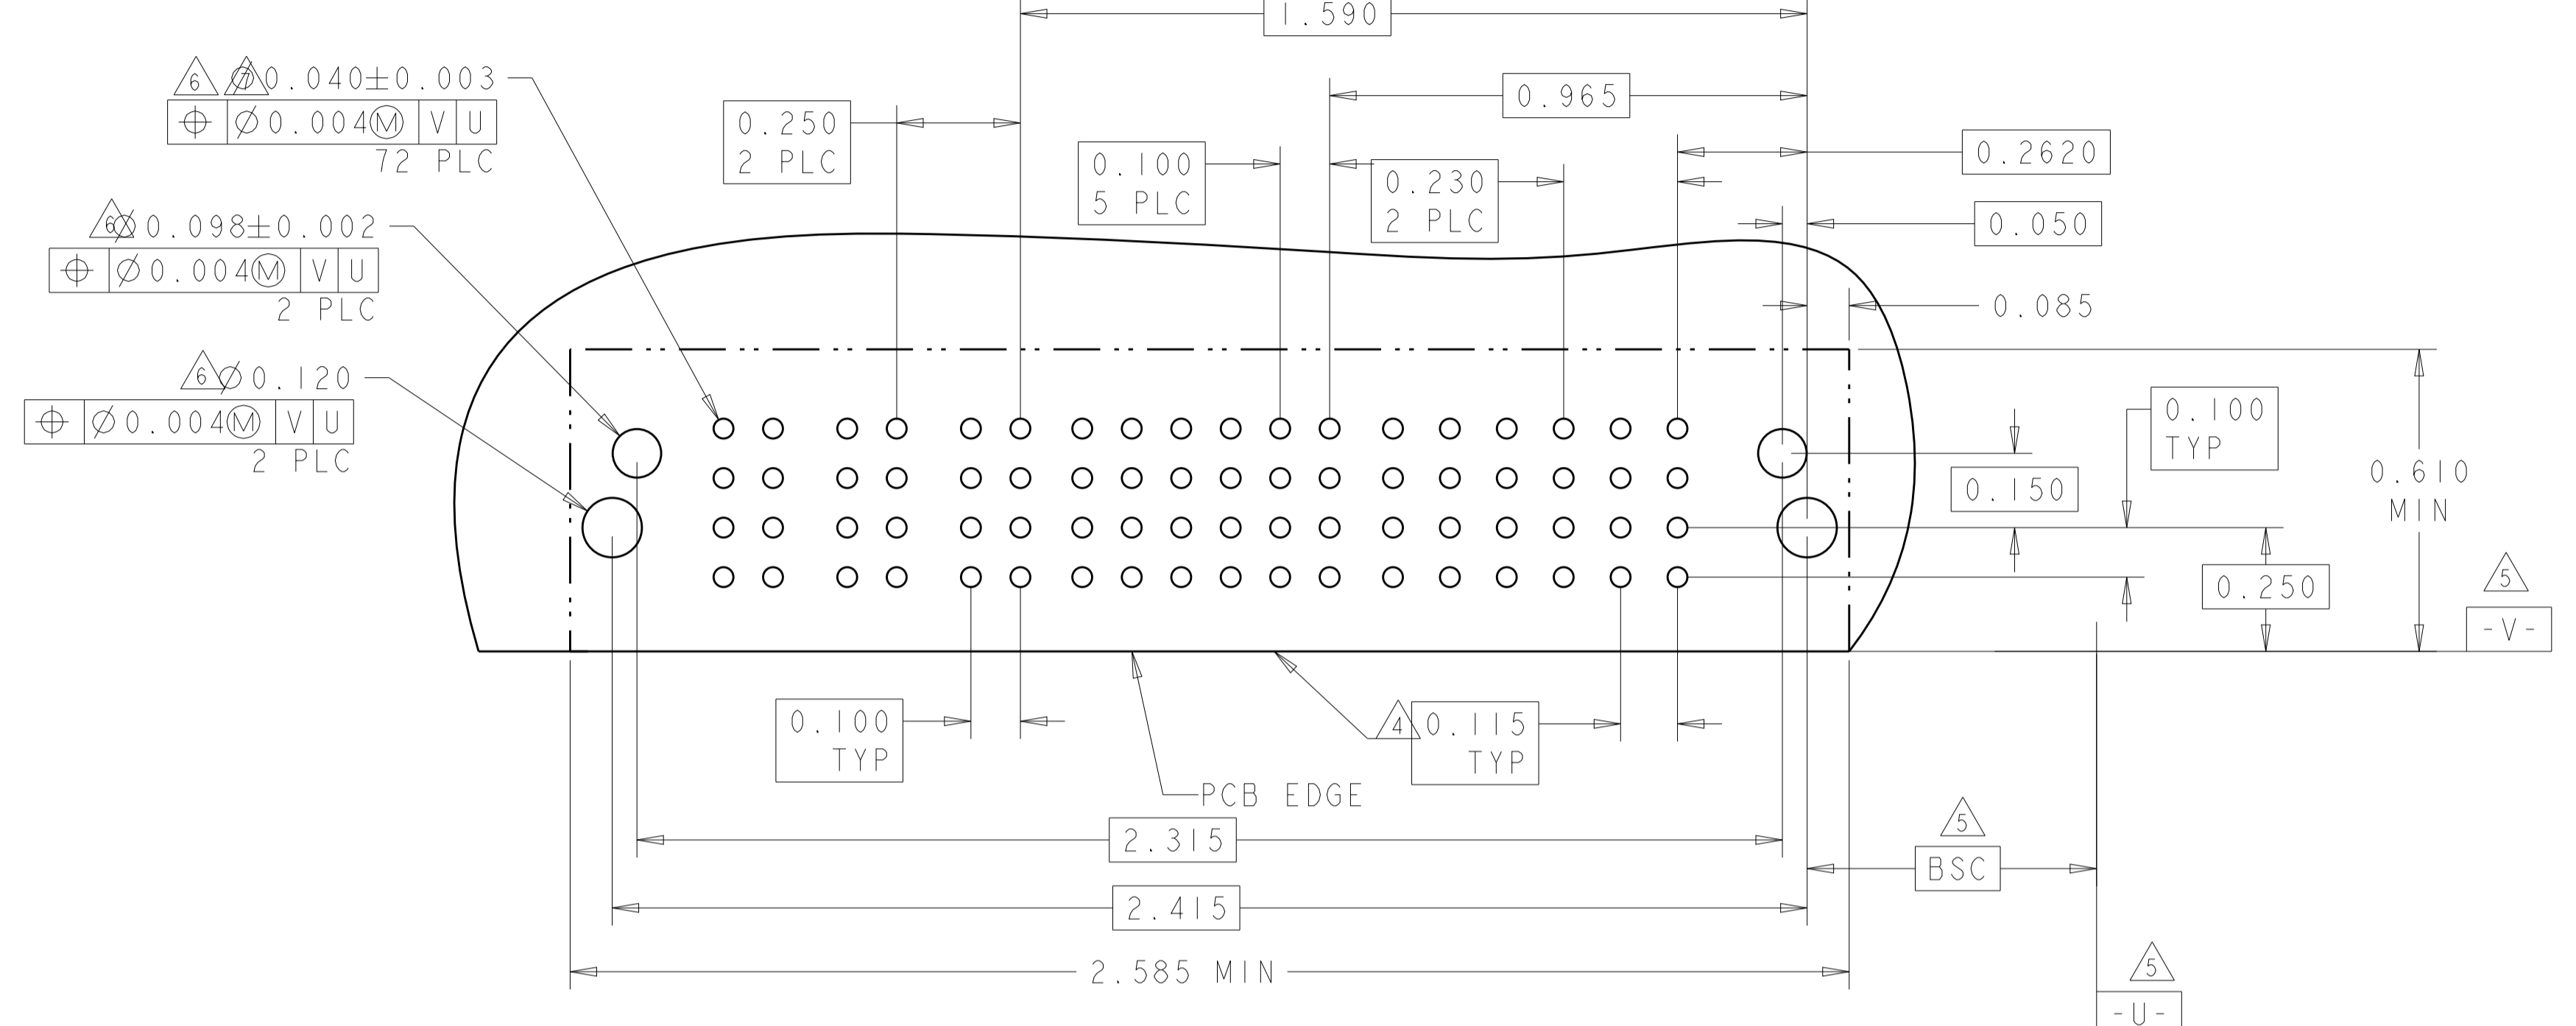 1.590
6 7 Ø0.040±0.003
⌖ Ø0.004Ⓜ V U
72 PLC
0.250
2 PLC
0.965
0.100
5 PLC
0.230
2 PLC
0.2620
0.050
0.085
6 Ø0.098±0.002
⌖ Ø0.004Ⓜ V U
2 PLC
6 Ø0.120
⌖ Ø0.004Ⓜ V U
2 PLC
0.100
TYP
0.150
0.610
MIN
0.250
5
-V-
0.100
TYP
4
0.115
TYP
PCB EDGE
2.315
5
BSC
2.415
2.585 MIN
5
-U-